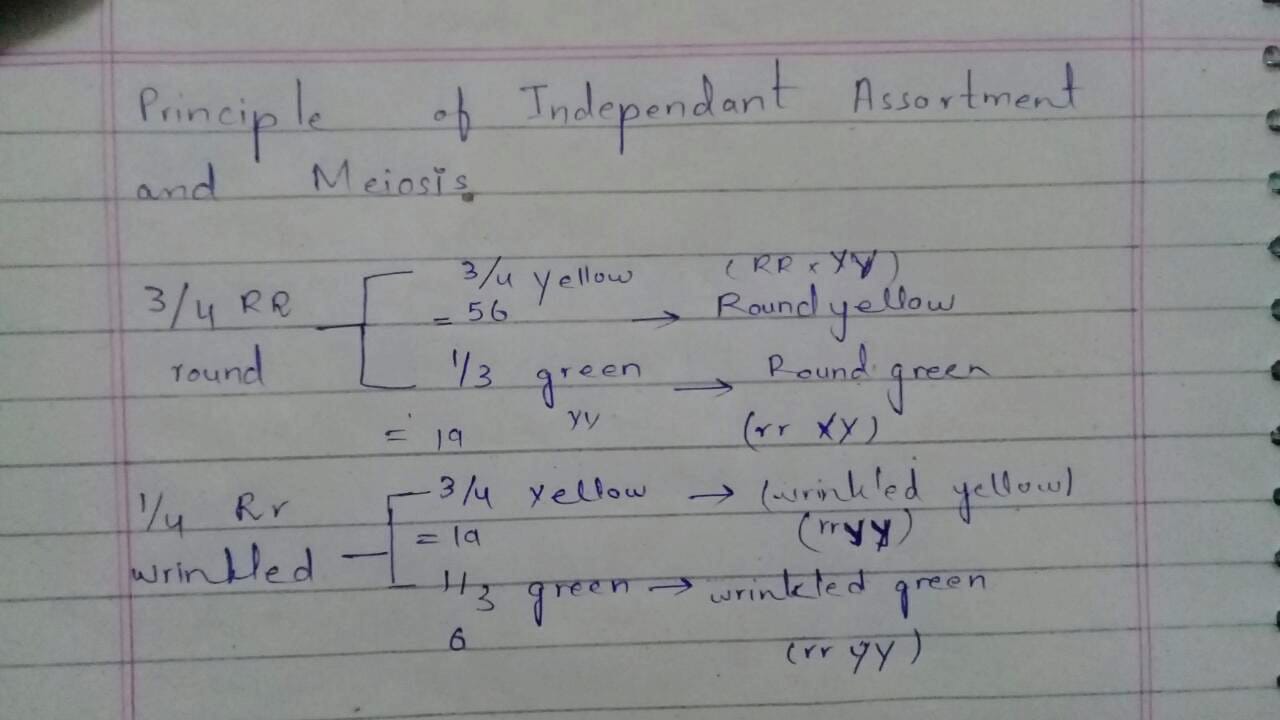 Principle of Independant Assortment
and Meiosis.
3/4 yellow (RR x YY)
3/4 RR = 56 → Round yellow
round 1/3 green → Round green
yy
= 19 (rr XY)
1/4 Rr 3/4 yellow → (wrinkled yellow)
= 19 (rryy)
wrinkled 1/3 green → wrinkled green
6 (rr yy)